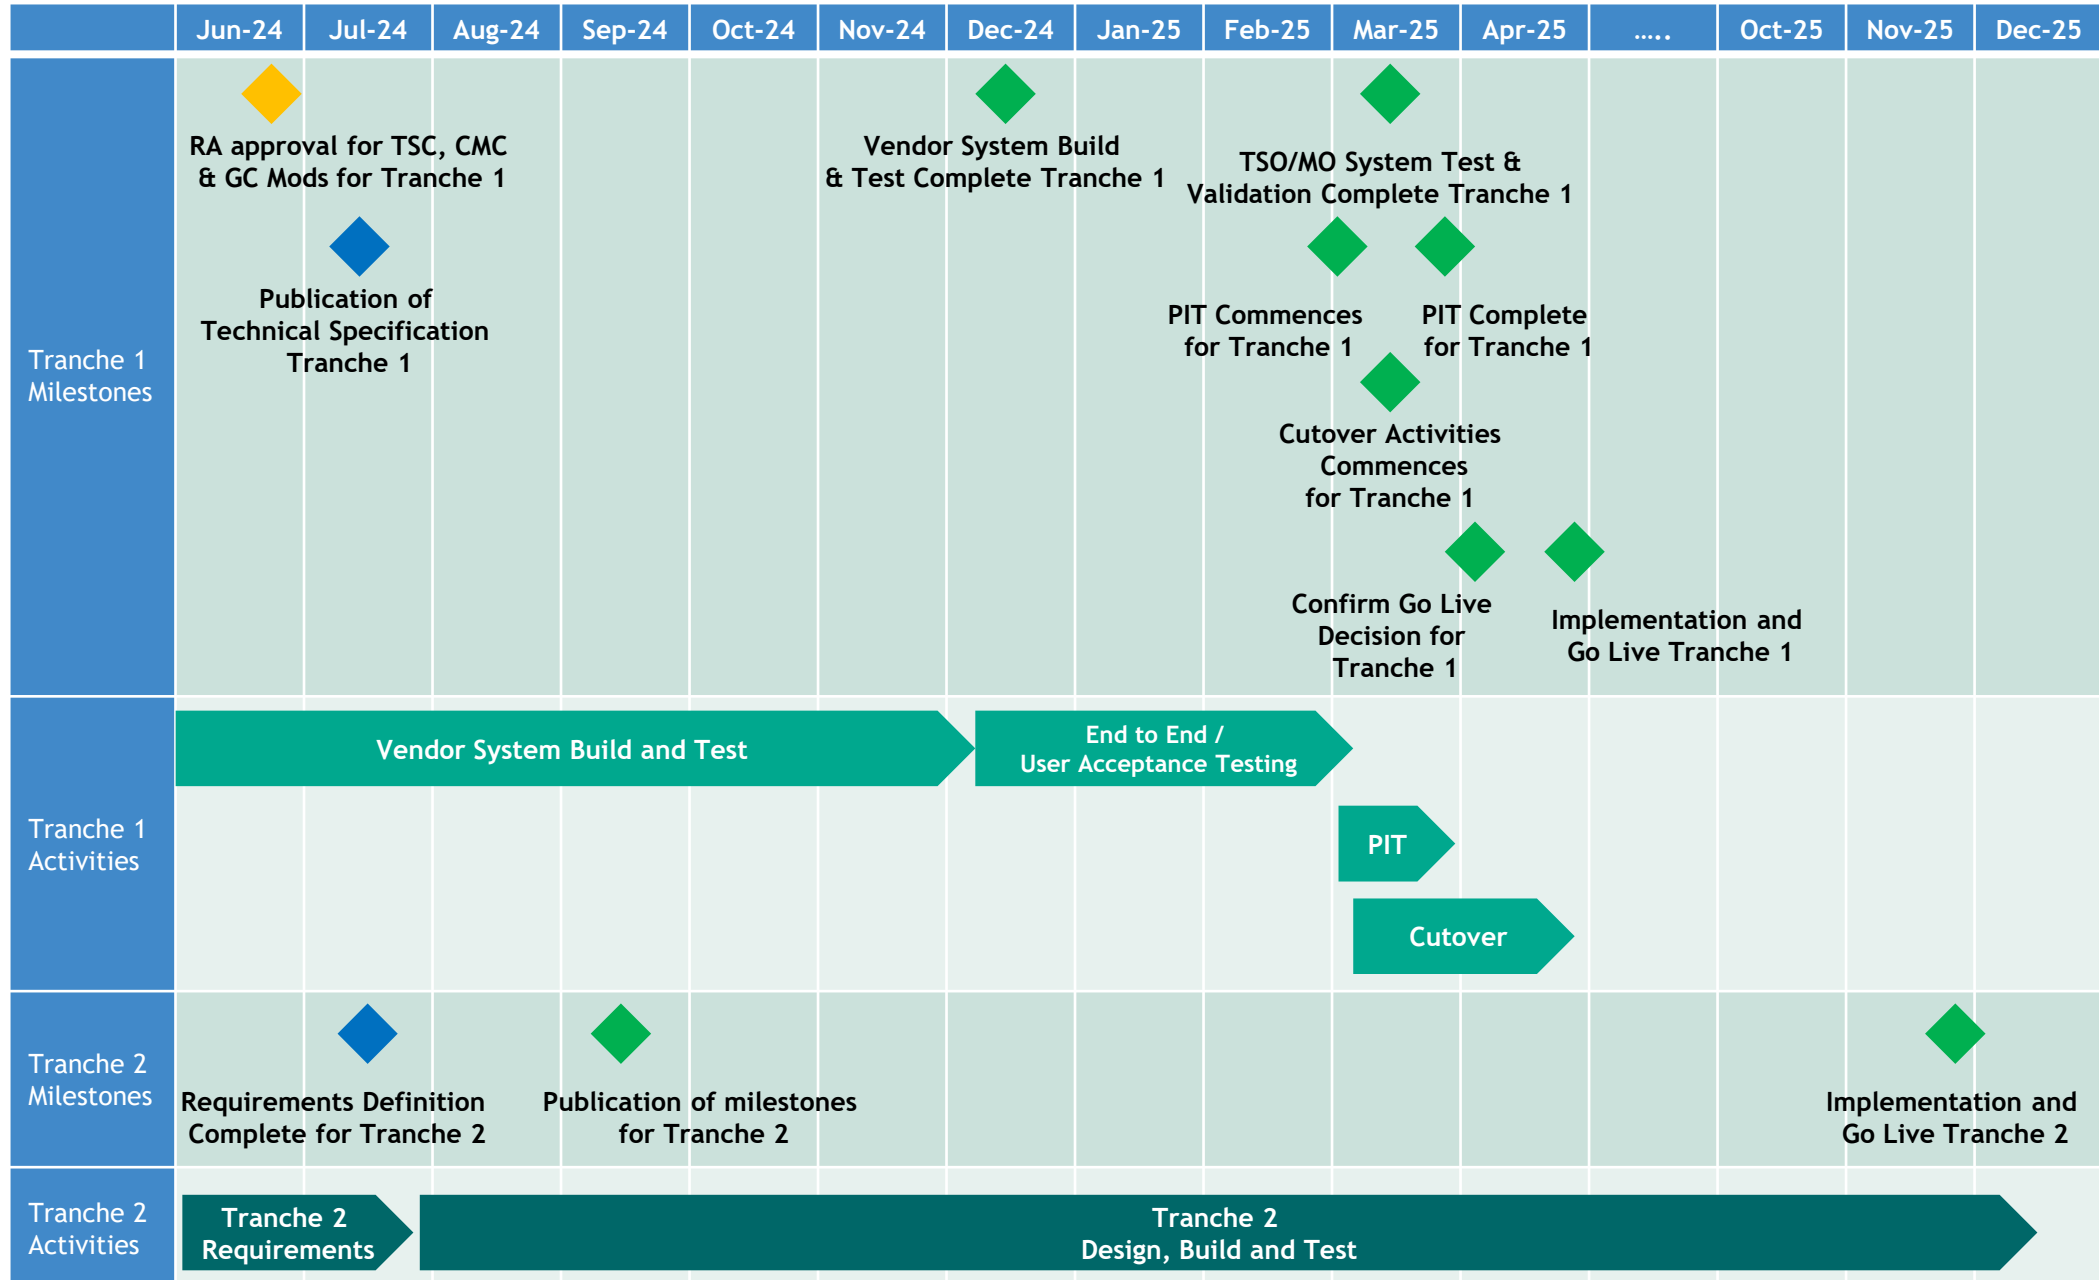 Jun-24 Jul-24 Aug-24 Sep-24 Oct-24 Nov-24 Dec-24 Jan-25 Feb-25 Mar-25 Apr-25 ..... Oct-25 Nov-25 Dec-25
Tranche 1
Milestones
RA approval for TSC, CMC
& GC Mods for Tranche 1
Vendor System Build
& Test Complete Tranche 1
TSO/MO System Test &
Validation Complete Tranche 1
Publication of
Technical Specification
Tranche 1
PIT Commences
for Tranche 1
PIT Complete
for Tranche 1
Cutover Activities
Commences
for Tranche 1
Confirm Go Live
Decision for
Tranche 1
Implementation and
Go Live Tranche 1
Tranche 1
Activities
Vendor System Build and Test
End to End /
User Acceptance Testing
PIT
Cutover
Tranche 2
Milestones
Requirements Definition
Complete for Tranche 2
Publication of milestones
for Tranche 2
Implementation and
Go Live Tranche 2
Tranche 2
Activities
Tranche 2
Requirements
Tranche 2
Design, Build and Test